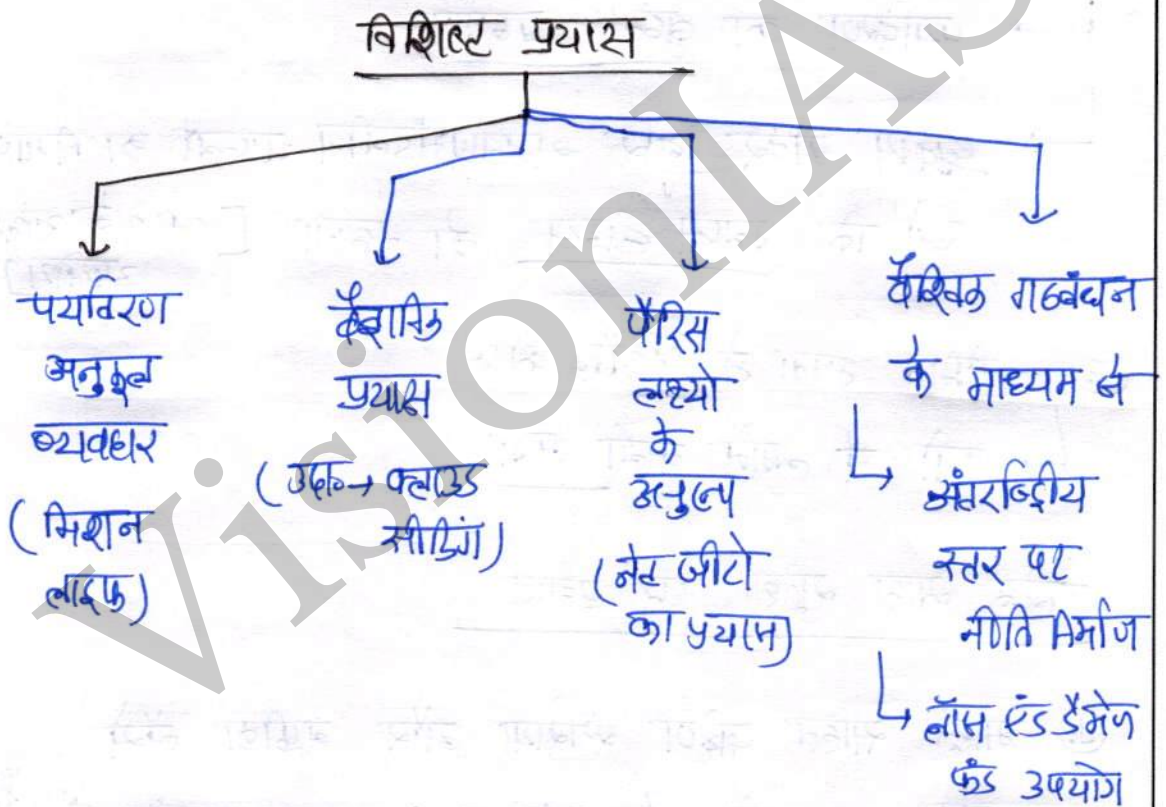 विशिष्ट प्रयास
पर्यावरण
अनुकूल
व्यवहार
(मिशन
लाइफ)
वैज्ञानिक
प्रयास
(उदा० → क्लाउड
सीडिंग)
पेरिस
लक्ष्यो
के
अनुरूप
(नेट जीरो
का प्रयास)
वैश्विक गठबंधन
के माध्यम से
↳ अंतर्राष्ट्रीय
स्तर पर
नीति निर्माण
↳ लॉस एंड डैमेज
फंड उपयोग
VisionIAS